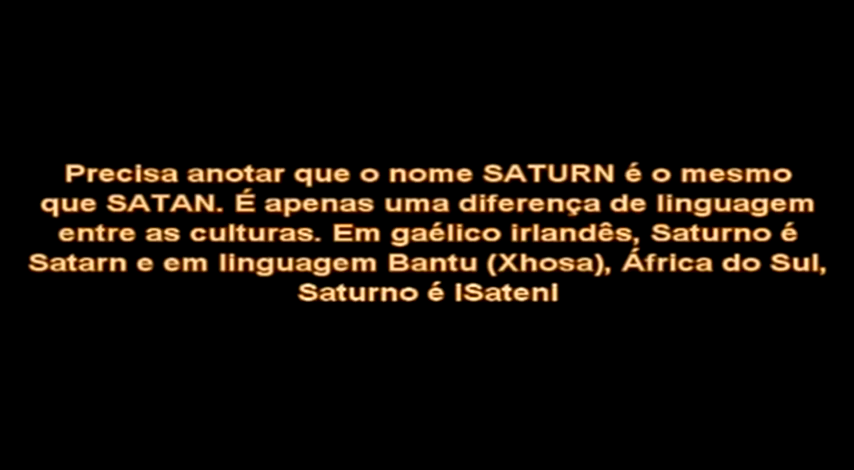 Precisa anotar que o nome SATURN é o mesmo
que SATAN. É apenas uma diferença de linguagem
entre as culturas. Em gaélico irlandês, Saturno é
Satarn e em linguagem Bantu (Xhosa), África do Sul,
Saturno é ISateni